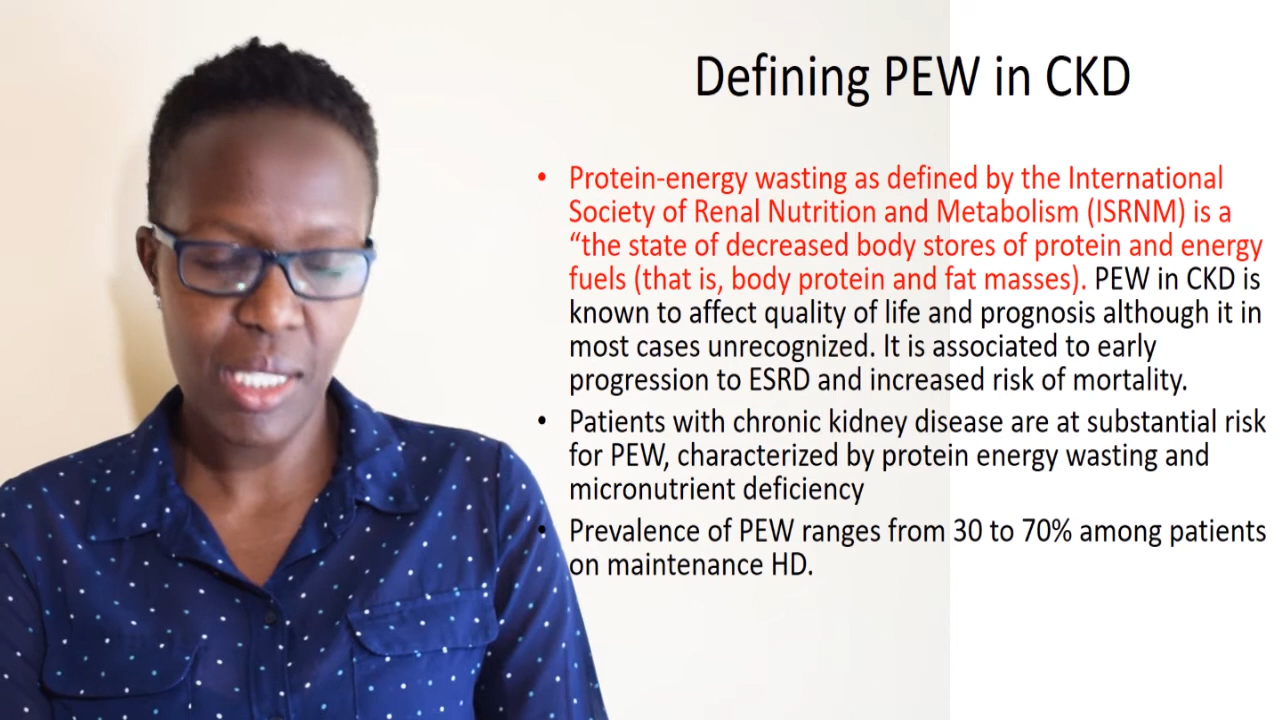 Defining PEW in CKD
• Protein-energy wasting as defined by the International
Society of Renal Nutrition and Metabolism (ISRNM) is a
“the state of decreased body stores of protein and energy
fuels (that is, body protein and fat masses). PEW in CKD is
known to affect quality of life and prognosis although it in
most cases unrecognized. It is associated to early
progression to ESRD and increased risk of mortality.
• Patients with chronic kidney disease are at substantial risk
for PEW, characterized by protein energy wasting and
micronutrient deficiency
• Prevalence of PEW ranges from 30 to 70% among patients
on maintenance HD.